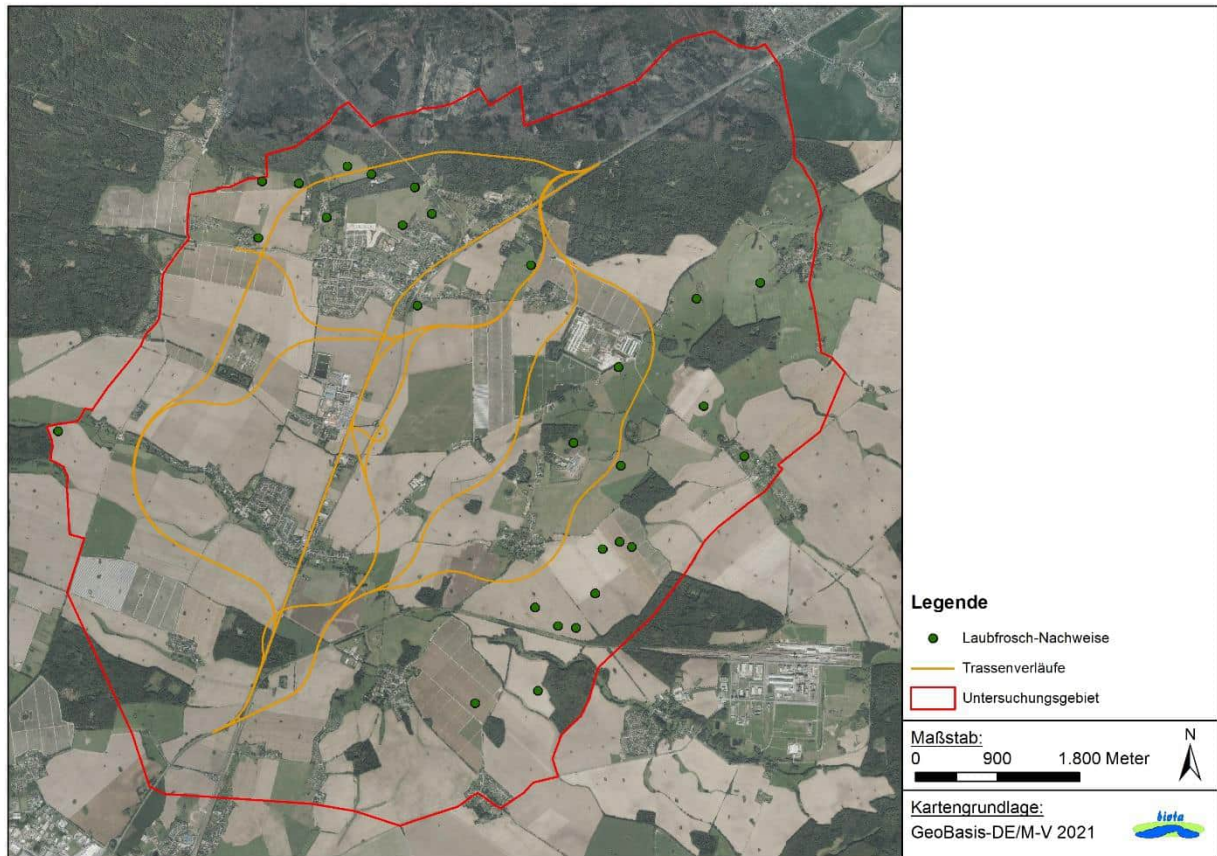 Legende
Laubfrosch-Nachweise
Trassenverläufe
Untersuchungsgebiet
Maßstab:
0 900 1.800 Meter
N
Kartengrundlage:
GeoBasis-DE/M-V 2021
biota